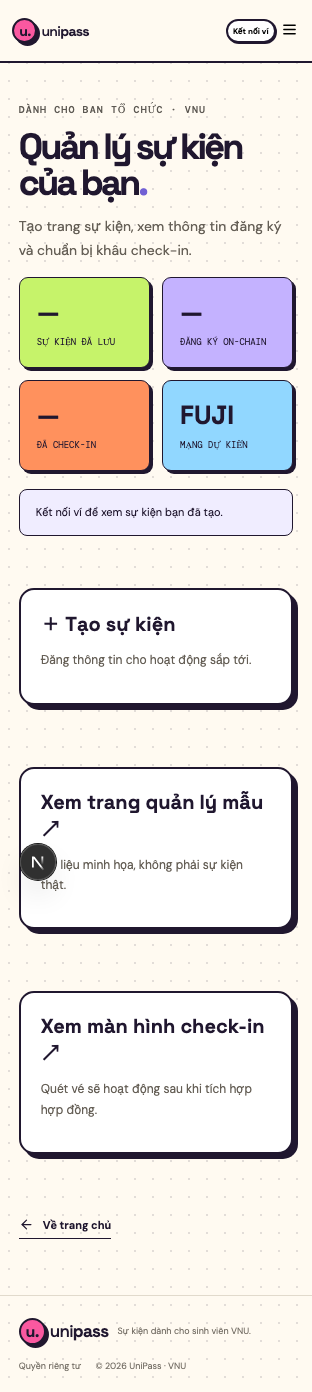 u. unipass
Kết nối ví
DÀNH CHO BAN TỔ CHỨC · VNU
Quản lý sự kiện
của bạn.
Tạo trang sự kiện, xem thông tin đăng ký
và chuẩn bị khâu check-in.
—
SỰ KIỆN ĐÃ LƯU
—
ĐĂNG KÝ ON-CHAIN
—
ĐÃ CHECK-IN
FUJI
MẠNG DỰ KIẾN
Kết nối ví để xem sự kiện bạn đã tạo.
+ Tạo sự kiện
Đăng thông tin cho hoạt động sắp tới.
Xem trang quản lý mẫu
↗
N liệu minh họa, không phải sự kiện
thật.
Xem màn hình check-in
↗
Quét vé sẽ hoạt động sau khi tích hợp
hợp đồng.
← Về trang chủ
u. unipass Sự kiện dành cho sinh viên VNU.
Quyền riêng tư © 2026 UniPass · VNU